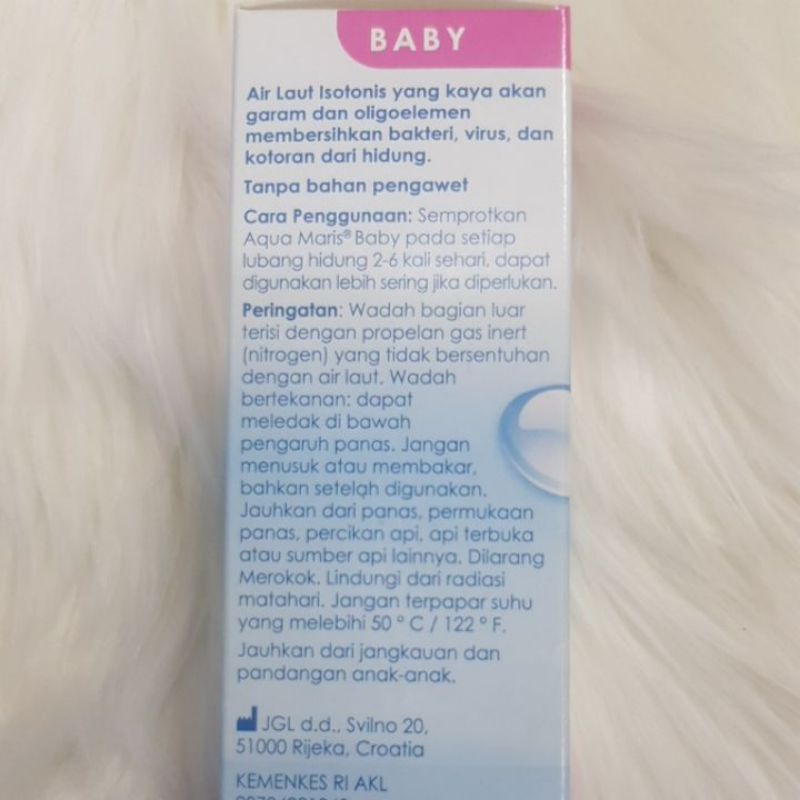 BABY
Air Laut Isotonis yang kaya akan
garam dan oligoelemen
membersihkan bakteri, virus, dan
kotoran dari hidung.
Tanpa bahan pengawet
Cara Penggunaan: Semprotkan
Aqua Maris® Baby pada setiap
lubang hidung 2-6 kali sehari, dapat
digunakan lebih sering jika diperlukan.
Peringatan: Wadah bagian luar
terisi dengan propelan gas inert
(nitrogen) yang tidak bersentuhan
dengan air laut. Wadah
bertekanan: dapat
meledak di bawah
pengaruh panas. Jangan
menusuk atau membakar,
bahkan setelah digunakan.
Jauhkan dari panas, permukaan
panas, percikan api, api terbuka
atau sumber api lainnya. Dilarang
Merokok. Lindungi dari radiasi
matahari. Jangan terpapar suhu
yang melebihi 50 ° C / 122 ° F.
Jauhkan dari jangkauan dan
pandangan anak-anak.
JGL d.d., Svilno 20,
51000 Rijeka, Croatia
KEMENKES RI AKL